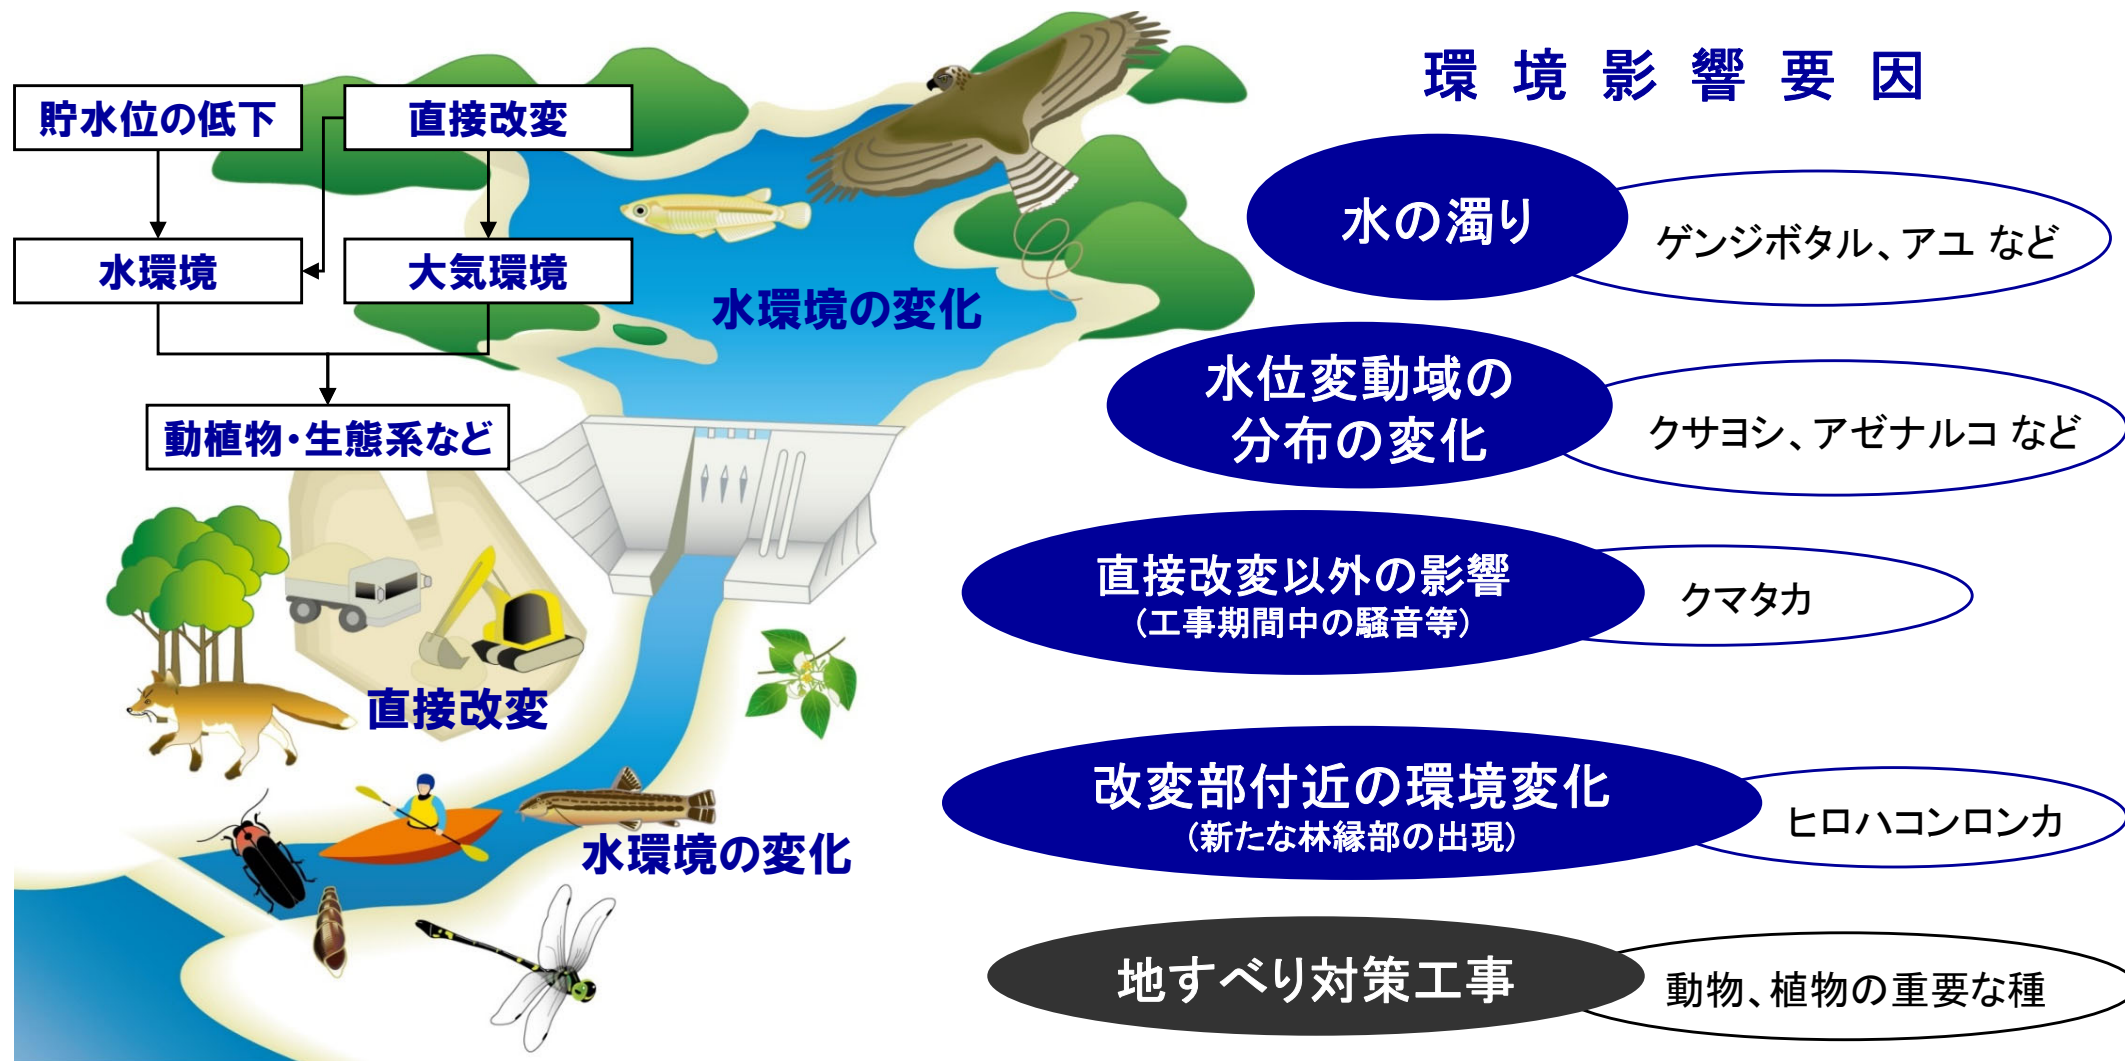 環境影響要因
貯水位の低下
直接改変
水環境
大気環境
動植物・生態系など
水環境の変化
直接改変
水環境の変化
水の濁り
ゲンジボタル、アユ など
水位変動域の
分布の変化
クサヨシ、アゼナルコ など
直接改変以外の影響
(工事期間中の騒音等)
クマタカ
改変部付近の環境変化
(新たな林縁部の出現)
ヒロハコンロンカ
地すべり対策工事
動物、植物の重要な種